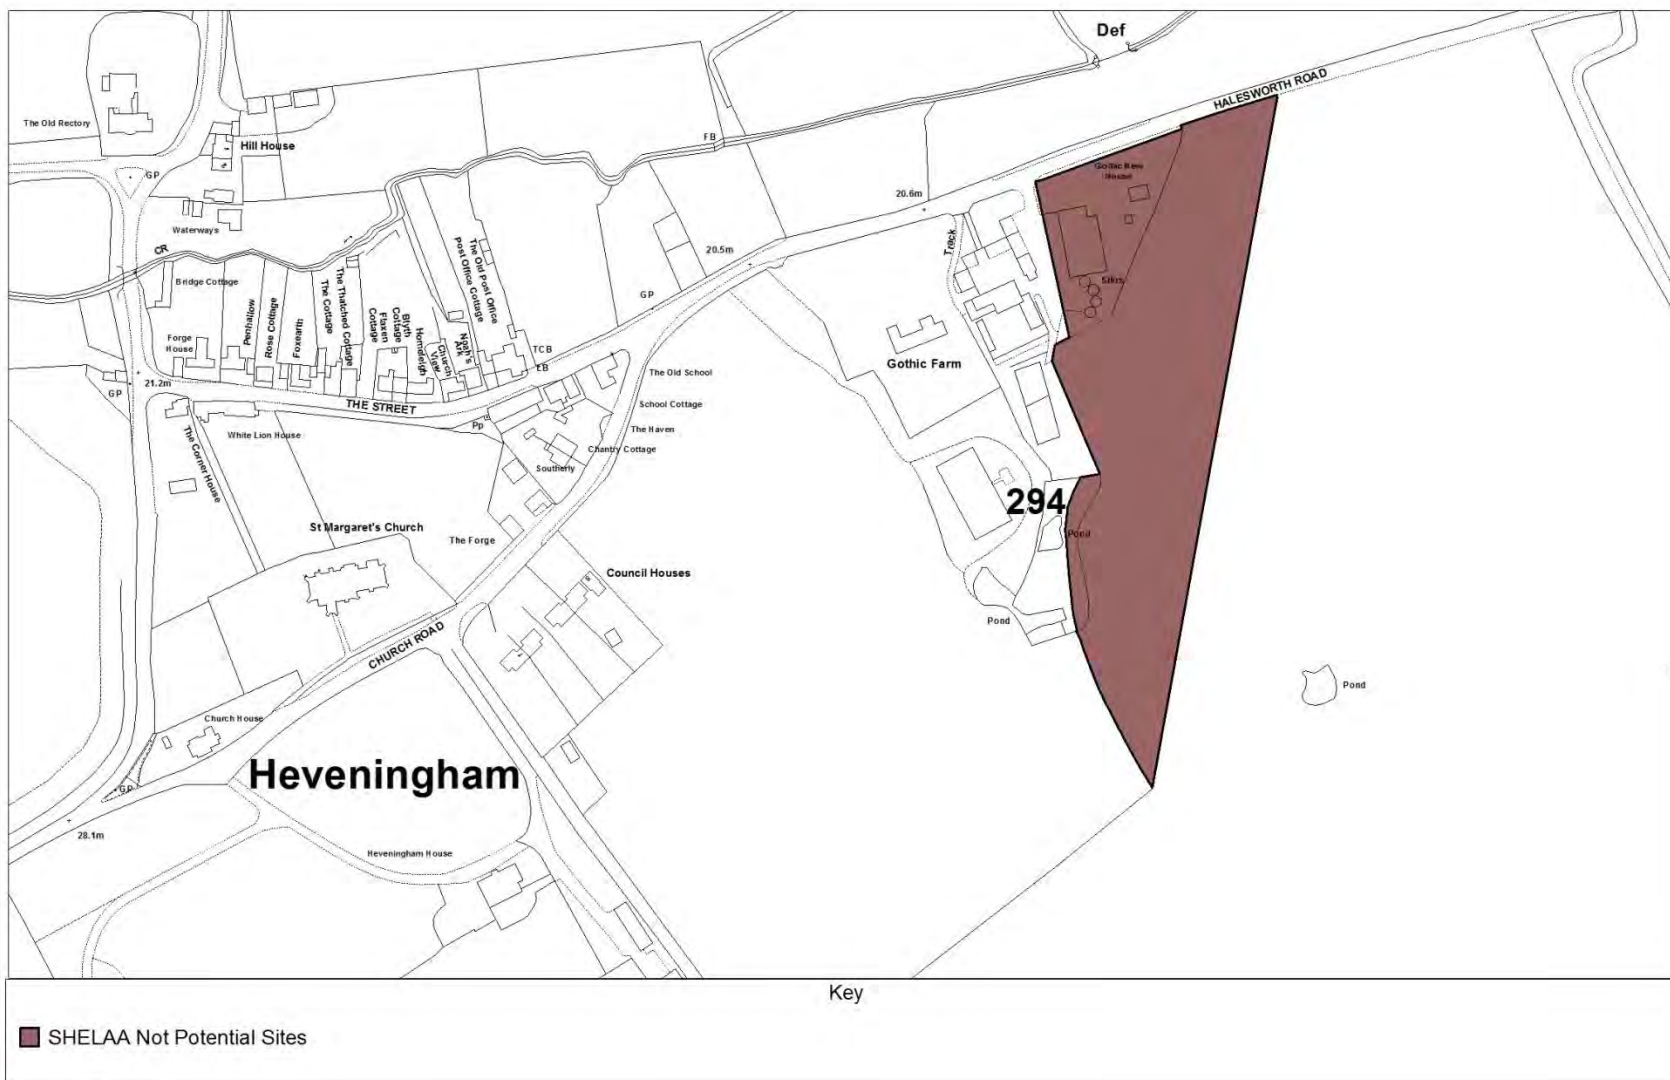 Def
HALESWORTH ROAD
The Old Rectory
Hill House
FB
GP
Gothic New
House
20.6m
Waterways
Track
CR
20.5m
Bridge Cottage
Silos
GP
Penhallow
Rose Cottage
Foxearth
The Cottage
The Thatched Cottage
Flaxen
Cottage
Blyth
Cottage
Homeleigh
Church
View
Noah's
Ark
Post Office Cottage
The Old Post Office
Forge
House
TCB
LB
Gothic Farm
21.2m
The Old School
GP
THE STREET
School Cottage
Pp
The Haven
White Lion House
The Corner House
Chantry Cottage
Southerly
294
St Margaret's Church
Pond
The Forge
Council Houses
Pond
CHURCH ROAD
Pond
Church House
Heveningham
GP
28.1m
Heveningham House
Key
SHELAA Not Potential Sites